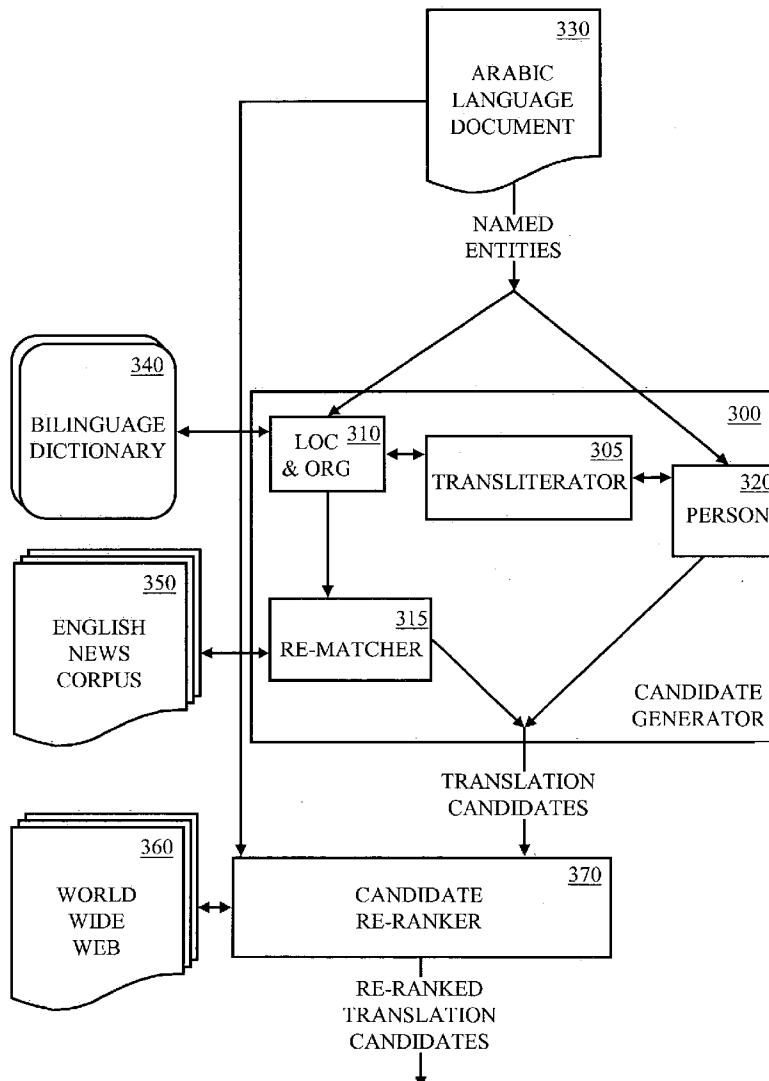 330
ARABIC
LANGUAGE
DOCUMENT
NAMED
ENTITIES
340
BILINGUAGE
DICTIONARY
300
310
LOC
& ORG
305
TRANSLITERATOR
320
PERSON
350
ENGLISH
NEWS
CORPUS
315
RE-MATCHER
CANDIDATE
GENERATOR
TRANSLATION
CANDIDATES
360
WORLD
WIDE
WEB
370
CANDIDATE
RE-RANKER
RE-RANKED
TRANSLATION
CANDIDATES